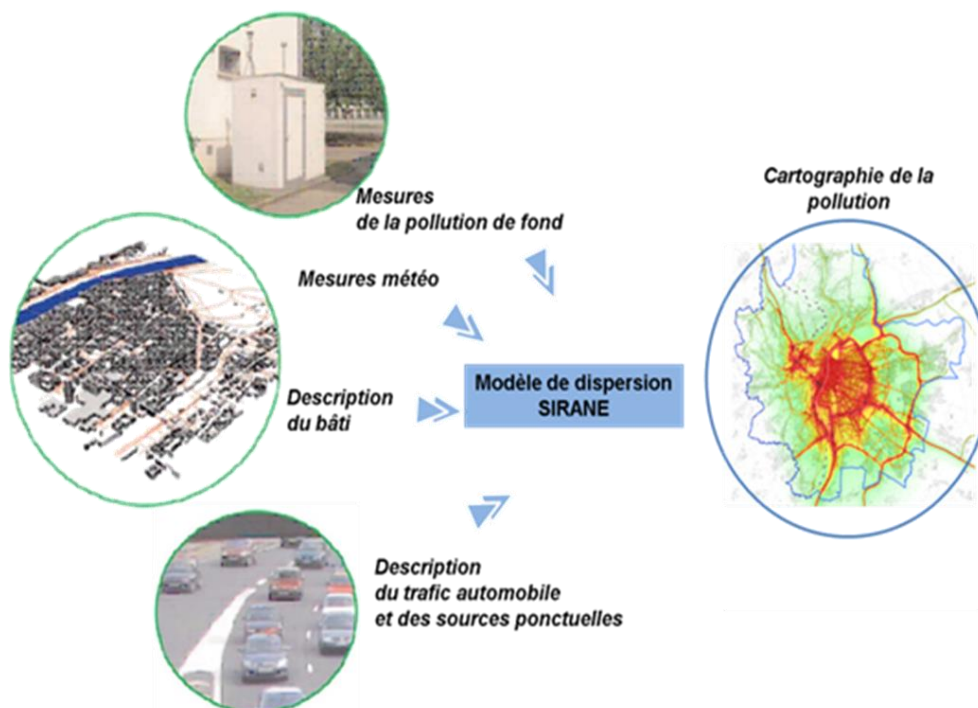 Mesures
de la pollution de fond
Cartographie de la
pollution
Mesures météo
Modèle de dispersion
SIRANE
Description
du bâti
Description
du trafic automobile
et des sources ponctuelles